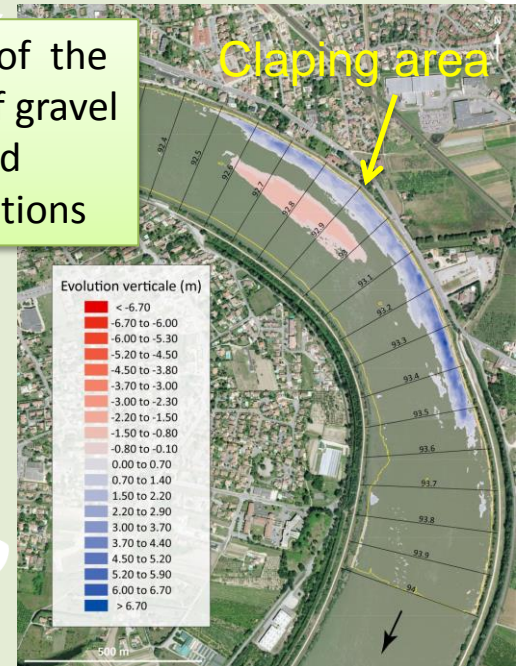 of the
f gravel
d
tions
Claping area
N
92.4
92.5
92.6
92.7
92.8
92.9
93.1
93.2
93.3
93.4
93.5
93.6
93.7
93.8
93.9
94
Evolution verticale (m)
< -6.70
-6.70 to -6.00
-6.00 to -5.30
-5.20 to -4.50
-4.50 to -3.80
-3.70 to -3.00
-3.00 to -2.30
-2.20 to -1.50
-1.50 to -0.80
-0.80 to -0.10
0.00 to 0.70
0.70 to 1.40
1.50 to 2.20
2.20 to 2.90
3.00 to 3.70
3.70 to 4.40
4.50 to 5.20
5.20 to 5.90
6.00 to 6.70
> 6.70
500 m